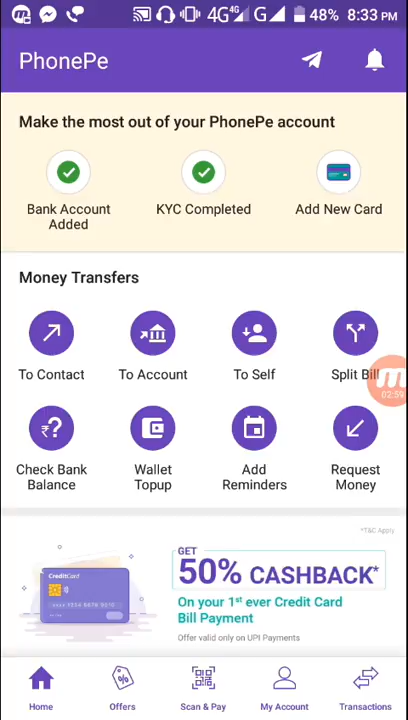 4G 4G G 48% 8:33 PM
PhonePe
Make the most out of your PhonePe account
Bank Account
Added
KYC Completed
Add New Card
Money Transfers
To Contact
To Account
To Self
Split Bill
02:59
Check Bank
Balance
Wallet
Topup
Add
Reminders
Request
Money
*T&C Apply
GET
50% CASHBACK*
On your 1st ever Credit Card
Bill Payment
Offer valid only on UPI Payments
CreditCard
Home
Offers
Scan & Pay
My Account
Transactions